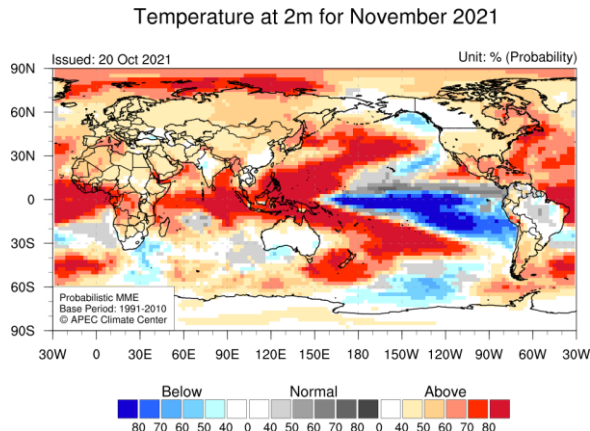 Temperature at 2m for November 2021
Issued: 20 Oct 2021 Unit: % (Probability)
90N
60N
30N
0
30S
60S
90S
Probabilistic MME
Base Period: 1991-2010
© APEC Climate Center
30W 0 30E 60E 90E 120E 150E 180 150W 120W 90W 60W 30W
Below Normal Above
80 70 60 50 40 0 40 50 60 70 80 0 40 50 60 70 80